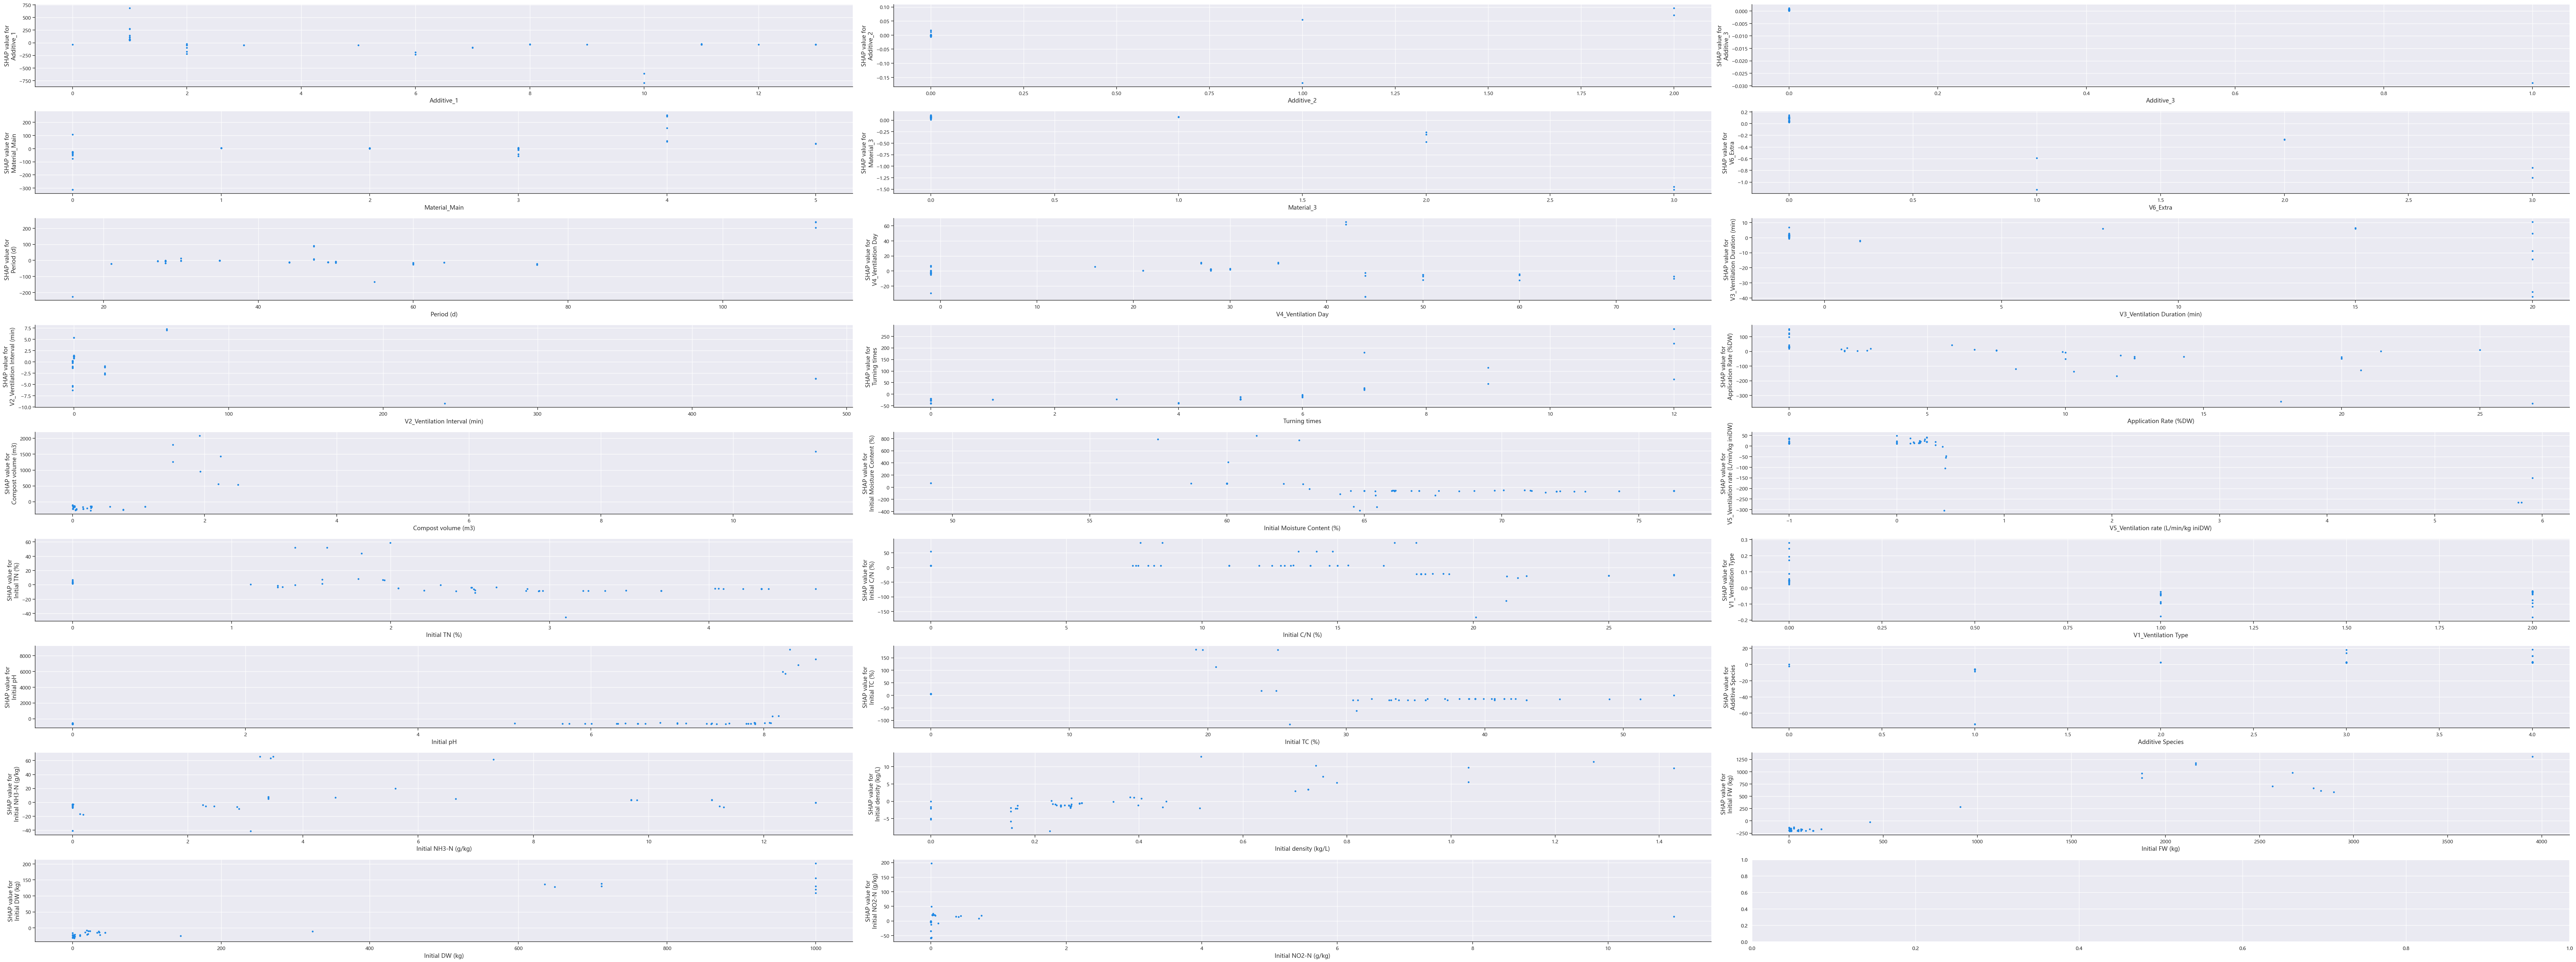 SHAP value for
Additive_1
750
500
250
0
−250
−500
−750
0 2 4 6 8 10 12
Additive_1
SHAP value for
Additive_2
0.10
0.05
0.00
−0.05
−0.10
−0.15
0.00 0.25 0.50 0.75 1.00 1.25 1.50 1.75 2.00
Additive_2
SHAP value for
Additive_3
0.000
−0.005
−0.010
−0.015
−0.020
−0.025
−0.030
0.0 0.2 0.4 0.6 0.8 1.0
Additive_3
SHAP value for
Material_Main
200
100
0
−100
−200
−300
0 1 2 3 4 5
Material_Main
SHAP value for
Material_3
0.00
−0.25
−0.50
−0.75
−1.00
−1.25
−1.50
0.0 0.5 1.0 1.5 2.0 2.5 3.0
Material_3
SHAP value for
V6_Extra
0.2
0.0
−0.2
−0.4
−0.6
−0.8
−1.0
0.0 0.5 1.0 1.5 2.0 2.5 3.0
V6_Extra
SHAP value for
Period (d)
200
100
0
−100
−200
20 40 60 80 100
Period (d)
SHAP value for
V4_Ventilation Day
60
40
20
0
−20
0 10 20 30 40 50 60 70
V4_Ventilation Day
SHAP value for
V3_Ventilation Duration (min)
10
0
−10
−20
−30
−40
0 5 10 15 20
V3_Ventilation Duration (min)
SHAP value for
V2_Ventilation Interval (min)
7.5
5.0
2.5
0.0
−2.5
−5.0
−7.5
−10.0
0 100 200 300 400 500
V2_Ventilation Interval (min)
SHAP value for
Turning times
250
200
150
100
50
0
−50
0 2 4 6 8 10 12
Turning times
SHAP value for
Application Rate (%DW)
100
0
−100
−200
−300
0 5 10 15 20 25
Application Rate (%DW)
SHAP value for
Compost volume (m3)
2000
1500
1000
500
0
0 2 4 6 8 10
Compost volume (m3)
SHAP value for
Initial Moisture Content (%)
800
600
400
200
0
−200
−400
50 55 60 65 70 75
Initial Moisture Content (%)
SHAP value for
V5_Ventilation rate (L/min/kg iniDW)
50
0
−50
−100
−150
−200
−250
−300
−1 0 1 2 3 4 5 6
V5_Ventilation rate (L/min/kg iniDW)
SHAP value for
Initial TN (%)
60
40
20
0
−20
−40
0 1 2 3 4
Initial TN (%)
SHAP value for
Initial C/N (%)
50
0
−50
−100
−150
0 5 10 15 20 25
Initial C/N (%)
SHAP value for
V1_Ventilation Type
0.3
0.2
0.1
0.0
−0.1
−0.2
0.00 0.25 0.50 0.75 1.00 1.25 1.50 1.75 2.00
V1_Ventilation Type
SHAP value for
Initial pH
8000
6000
4000
2000
0
0 2 4 6 8
Initial pH
SHAP value for
Initial TC (%)
150
100
50
0
−50
−100
0 10 20 30 40 50
Initial TC (%)
SHAP value for
Additive Species
20
0
−20
−40
−60
0.0 0.5 1.0 1.5 2.0 2.5 3.0 3.5 4.0
Additive Species
SHAP value for
Initial NH3-N (g/kg)
60
40
20
0
−20
−40
0 2 4 6 8 10 12
Initial NH3-N (g/kg)
SHAP value for
Initial density (kg/L)
10
5
0
−5
0.0 0.2 0.4 0.6 0.8 1.0 1.2 1.4
Initial density (kg/L)
SHAP value for
Initial FW (kg)
1250
1000
750
500
250
0
−250
0 500 1000 1500 2000 2500 3000 3500 4000
Initial FW (kg)
SHAP value for
Initial DW (kg)
200
150
100
50
0
0 200 400 600 800 1000
Initial DW (kg)
SHAP value for
Initial NO2-N (g/kg)
200
150
100
50
0
−50
0 2 4 6 8 10
Initial NO2-N (g/kg)
1.0
0.8
0.6
0.4
0.2
0.0
0.0 0.2 0.4 0.6 0.8 1.0